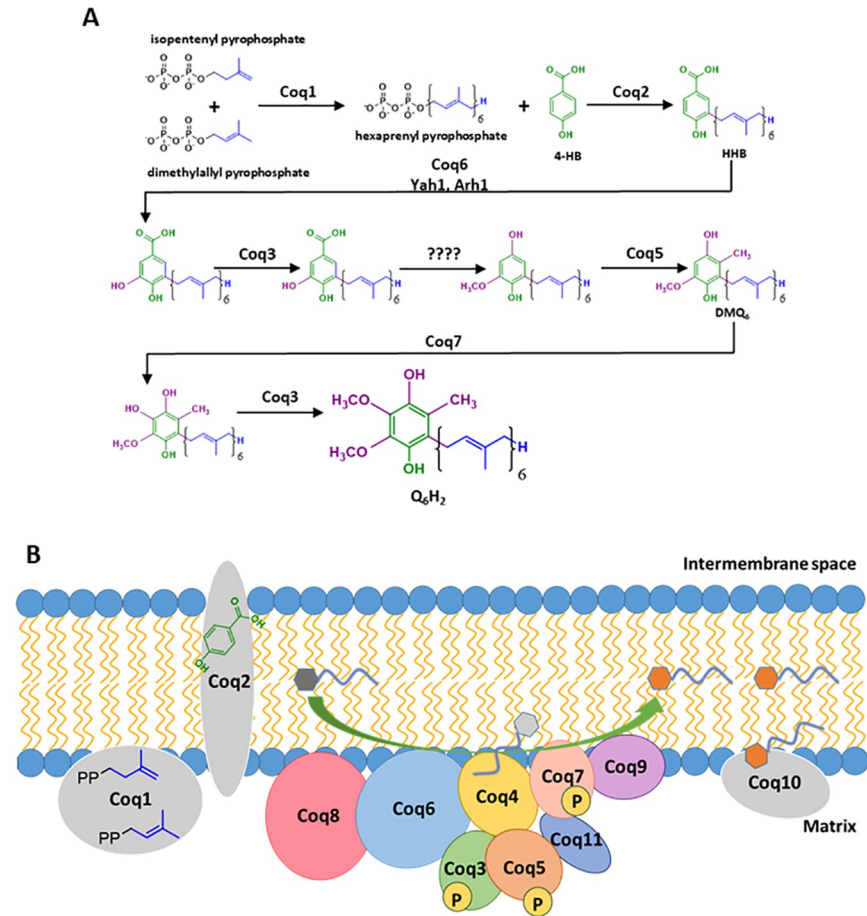 A
isopentenyl pyrophosphate
+
dimethylallyl pyrophosphate
Coq1
hexaprenyl pyrophosphate
+
4-HB
Coq2
HHB
Coq6
Yah1, Arh1
Coq3
????
Coq5
DMQ₆
Coq7
Coq3
Q₆H₂
B
Intermembrane space
Coq2
PP
Coq1
PP
Coq8
Coq6
Coq4
Coq7
P
Coq9
Coq11
Coq3
P
Coq5
P
Coq10
Matrix